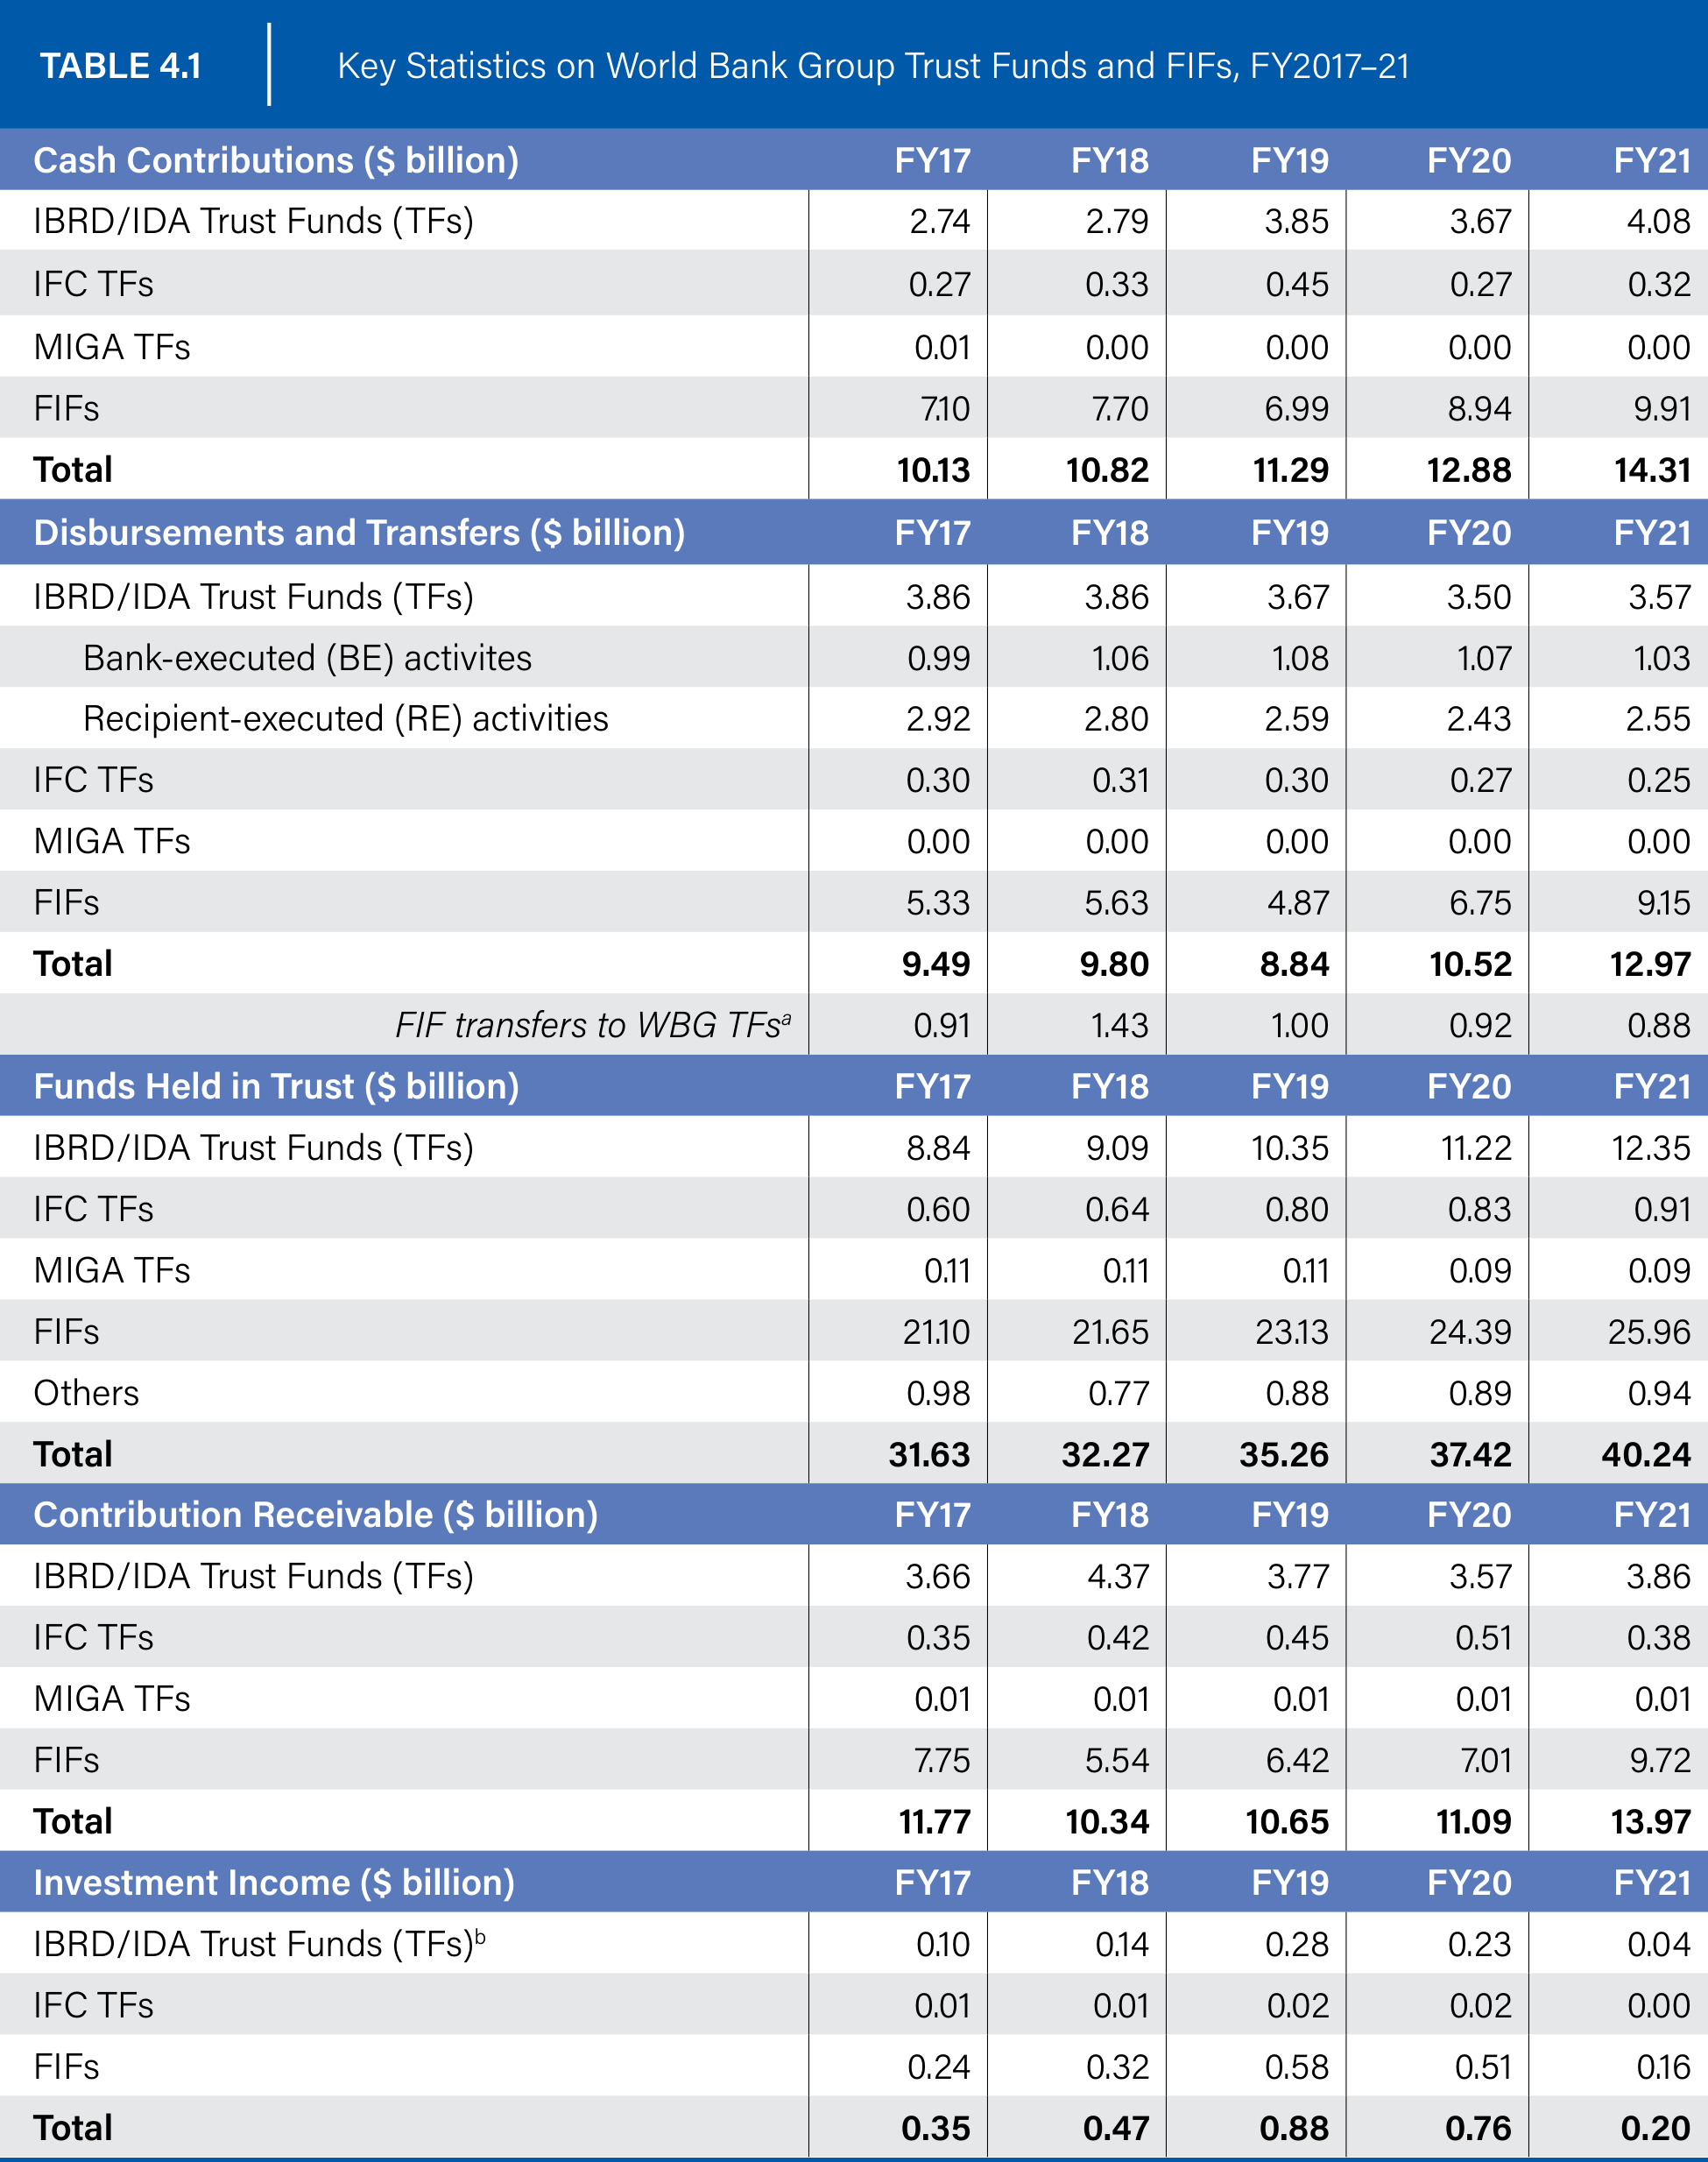 TABLE 4.1 Key Statistics on World Bank Group Trust Funds and FIFs, FY2017–21
Cash Contributions ($ billion) FY17 FY18 FY19 FY20 FY21
IBRD/IDA Trust Funds (TFs) 2.74 2.79 3.85 3.67 4.08
IFC TFs 0.27 0.33 0.45 0.27 0.32
MIGA TFs 0.01 0.00 0.00 0.00 0.00
FIFs 7.10 7.70 6.99 8.94 9.91
Total 10.13 10.82 11.29 12.88 14.31
Disbursements and Transfers ($ billion) FY17 FY18 FY19 FY20 FY21
IBRD/IDA Trust Funds (TFs) 3.86 3.86 3.67 3.50 3.57
Bank-executed (BE) activites 0.99 1.06 1.08 1.07 1.03
Recipient-executed (RE) activities 2.92 2.80 2.59 2.43 2.55
IFC TFs 0.30 0.31 0.30 0.27 0.25
MIGA TFs 0.00 0.00 0.00 0.00 0.00
FIFs 5.33 5.63 4.87 6.75 9.15
Total 9.49 9.80 8.84 10.52 12.97
FIF transfers to WBG TFsᵃ 0.91 1.43 1.00 0.92 0.88
Funds Held in Trust ($ billion) FY17 FY18 FY19 FY20 FY21
IBRD/IDA Trust Funds (TFs) 8.84 9.09 10.35 11.22 12.35
IFC TFs 0.60 0.64 0.80 0.83 0.91
MIGA TFs 0.11 0.11 0.11 0.09 0.09
FIFs 21.10 21.65 23.13 24.39 25.96
Others 0.98 0.77 0.88 0.89 0.94
Total 31.63 32.27 35.26 37.42 40.24
Contribution Receivable ($ billion) FY17 FY18 FY19 FY20 FY21
IBRD/IDA Trust Funds (TFs) 3.66 4.37 3.77 3.57 3.86
IFC TFs 0.35 0.42 0.45 0.51 0.38
MIGA TFs 0.01 0.01 0.01 0.01 0.01
FIFs 7.75 5.54 6.42 7.01 9.72
Total 11.77 10.34 10.65 11.09 13.97
Investment Income ($ billion) FY17 FY18 FY19 FY20 FY21
IBRD/IDA Trust Funds (TFs)ᵇ 0.10 0.14 0.28 0.23 0.04
IFC TFs 0.01 0.01 0.02 0.02 0.00
FIFs 0.24 0.32 0.58 0.51 0.16
Total 0.35 0.47 0.88 0.76 0.20